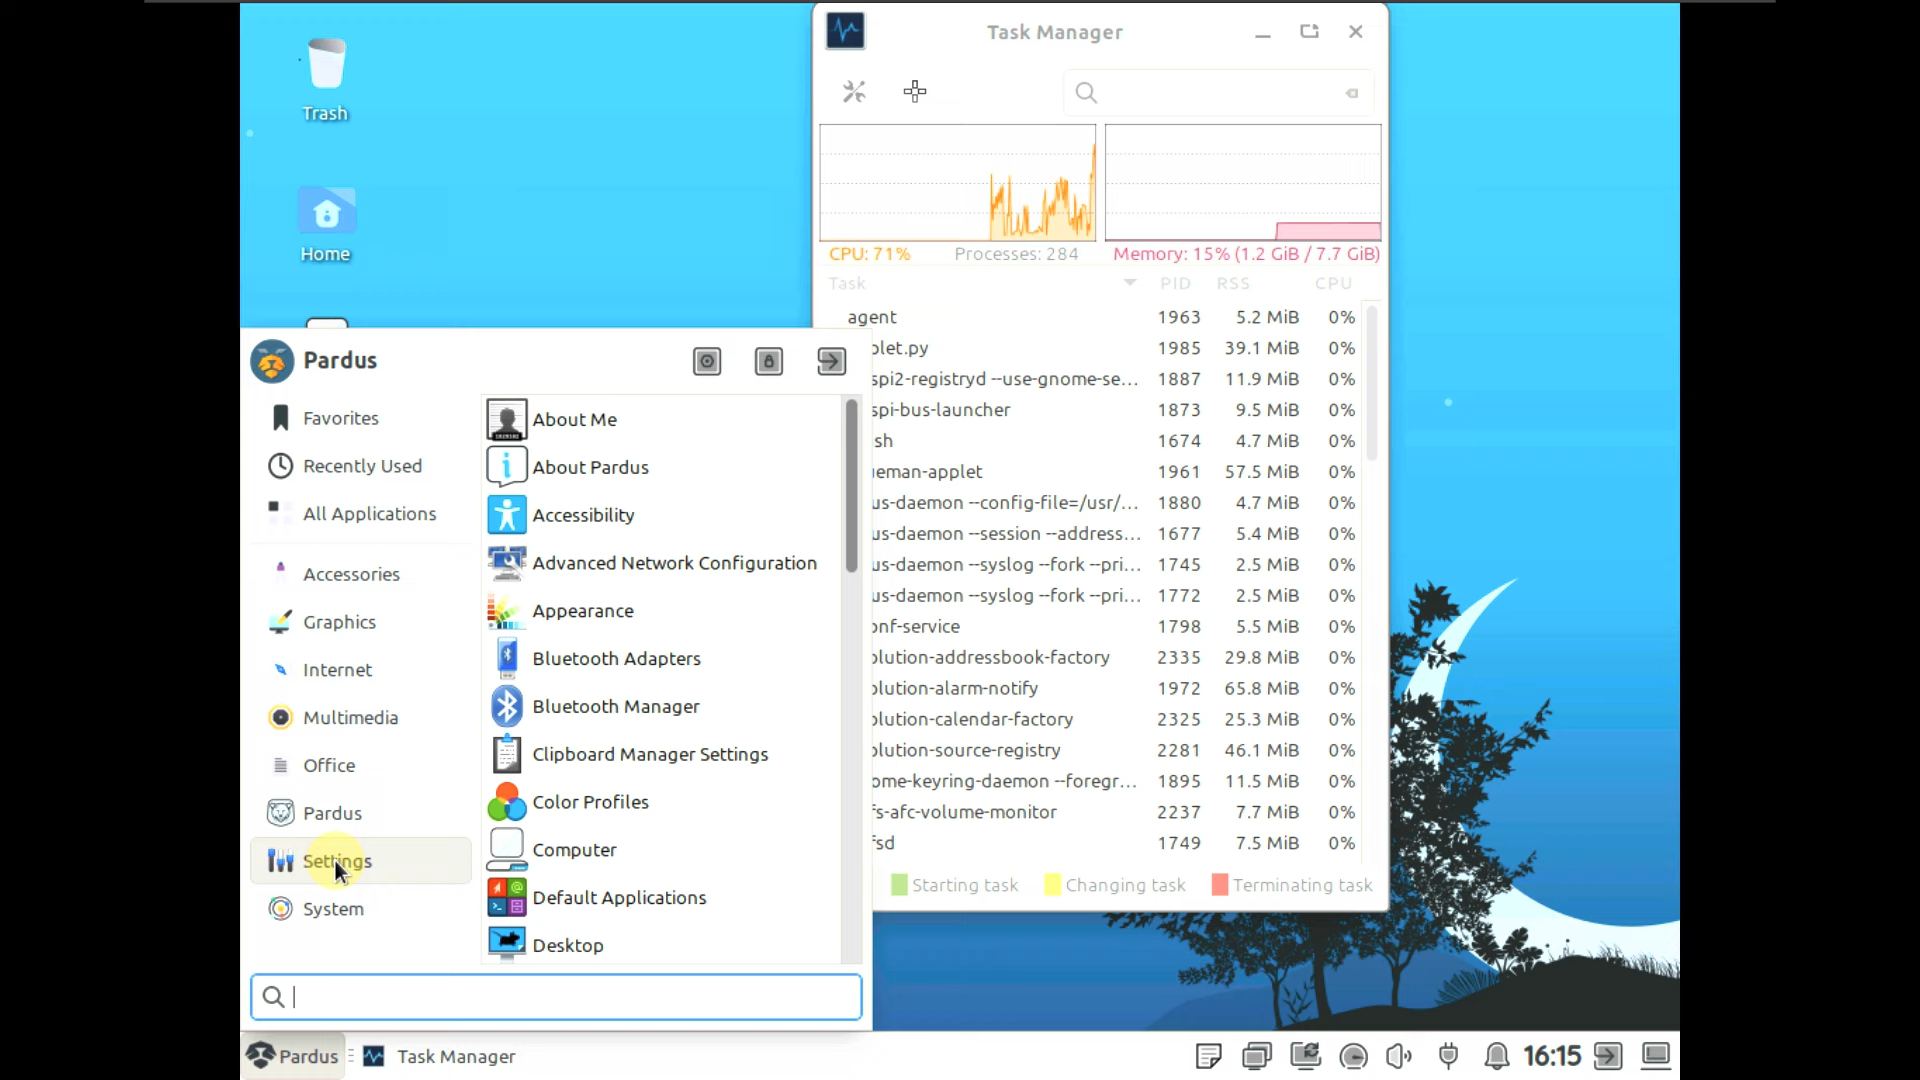 Trash
Home
Task Manager
CPU: 71%
Processes: 284
Memory: 15% (1.2 GiB / 7.7 GiB)
Task PID RSS CPU
agent 1963 5.2 MiB 0%
plet.py 1985 39.1 MiB 0%
spi2-registryd --use-gnome-se... 1887 11.9 MiB 0%
spi-bus-launcher 1873 9.5 MiB 0%
sh 1674 4.7 MiB 0%
eman-applet 1961 57.5 MiB 0%
us-daemon --config-file=/usr/... 1880 4.7 MiB 0%
us-daemon --session --address... 1677 5.4 MiB 0%
us-daemon --syslog --fork --pri... 1745 2.5 MiB 0%
us-daemon --syslog --fork --pri... 1772 2.5 MiB 0%
onf-service 1798 5.5 MiB 0%
olution-addressbook-factory 2335 29.8 MiB 0%
olution-alarm-notify 1972 65.8 MiB 0%
olution-calendar-factory 2325 25.3 MiB 0%
olution-source-registry 2281 46.1 MiB 0%
ome-keyring-daemon --foregr... 1895 11.5 MiB 0%
fs-afc-volume-monitor 2237 7.7 MiB 0%
fsd 1749 7.5 MiB 0%
Starting task
Changing task
Terminating task
Pardus
Favorites
Recently Used
All Applications
Accessories
Graphics
Internet
Multimedia
Office
Pardus
Settings
System
About Me
About Pardus
Accessibility
Advanced Network Configuration
Appearance
Bluetooth Adapters
Bluetooth Manager
Clipboard Manager Settings
Color Profiles
Computer
Default Applications
Desktop
Pardus
Task Manager
16:15